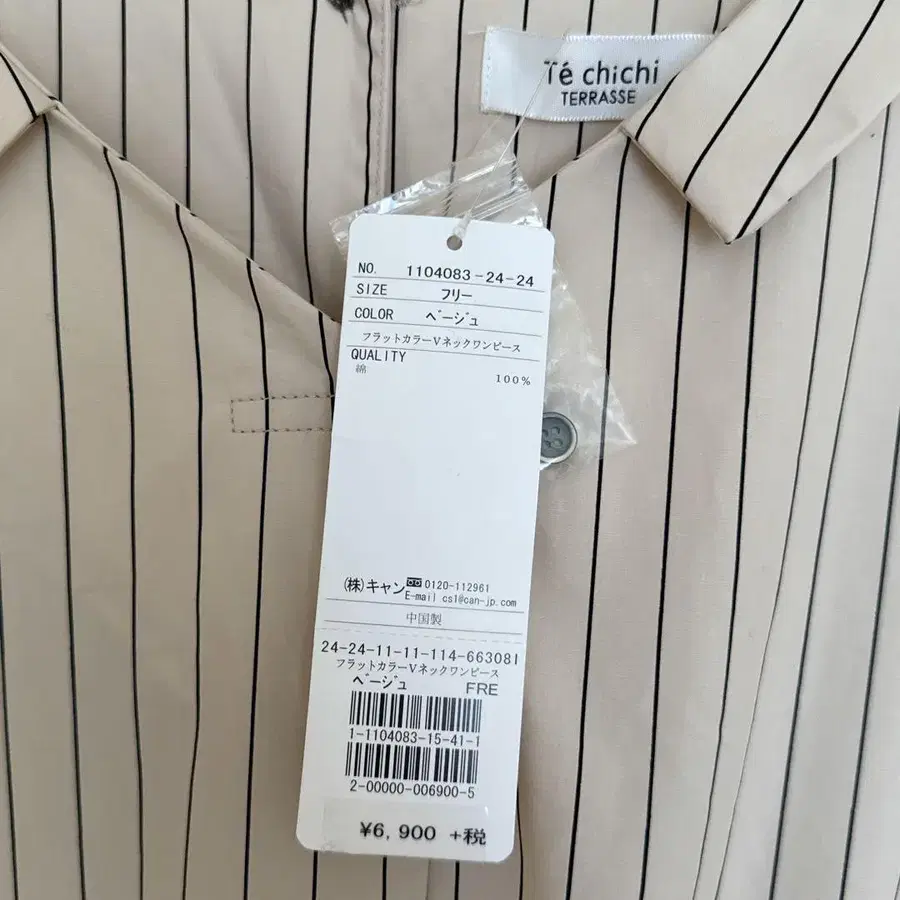 Té chichi
TERRASSE
NO. 1104083-24-24
SIZE フリー
COLOR ベージュ
フラットカラーVネックワンピース
QUALITY
綿 100%
(株)キャン 0120-112961
E-mail cs1@can-jp.com
中国製
24-24-11-11-114-663081
フラットカラーVネックワンピース
ベージュ FRE
1-1104083-15-41-1
2-00000-006900-5
¥6,900 +税